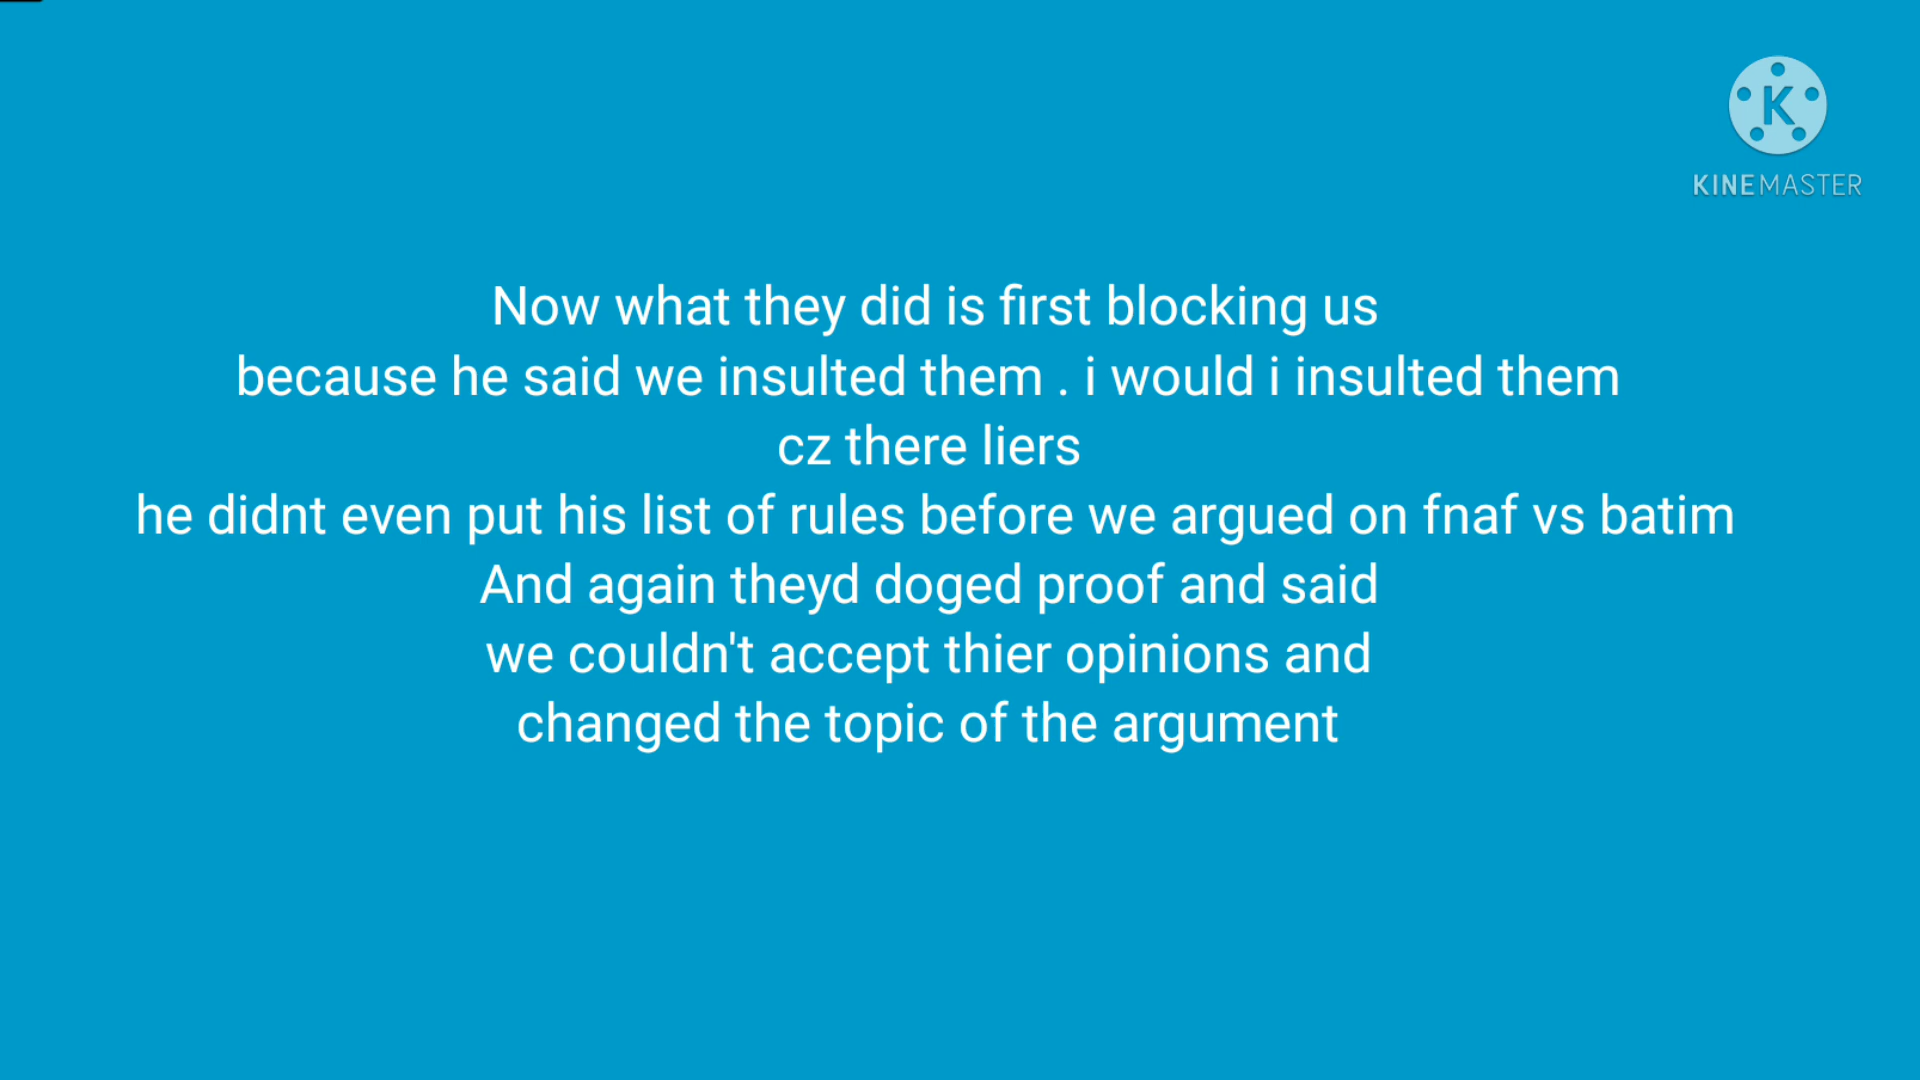 K
KINEMASTER
Now what they did is first blocking us
because he said we insulted them . i would i insulted them
cz there liers
he didnt even put his list of rules before we argued on fnaf vs batim
And again theyd doged proof and said
we couldn't accept thier opinions and
changed the topic of the argument